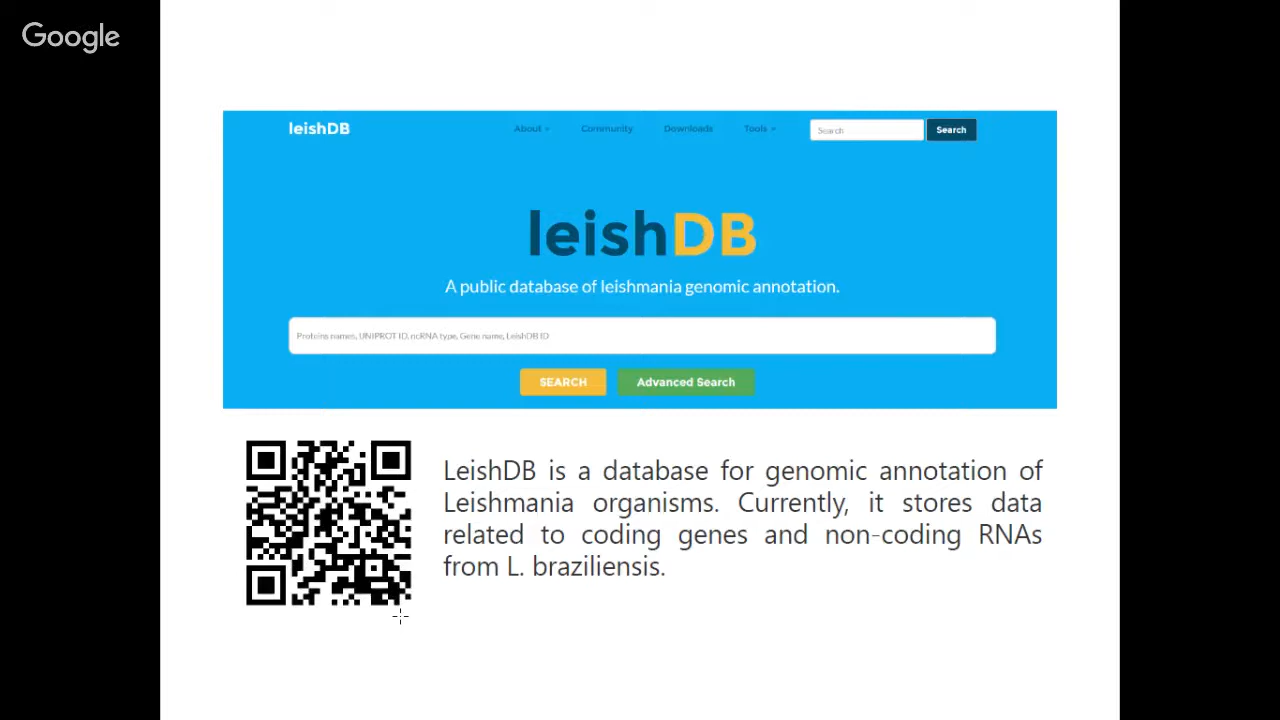 Google
leishDB
About
Community
Downloads
Tools
Search
Search
leishDB
A public database of leishmania genomic annotation.
Proteins names, UNIPROT ID, ncRNA type, Gene name, LeishDB ID
SEARCH
Advanced Search
LeishDB is a database for genomic annotation of
Leishmania organisms. Currently, it stores data
related to coding genes and non-coding RNAs
from L. braziliensis.